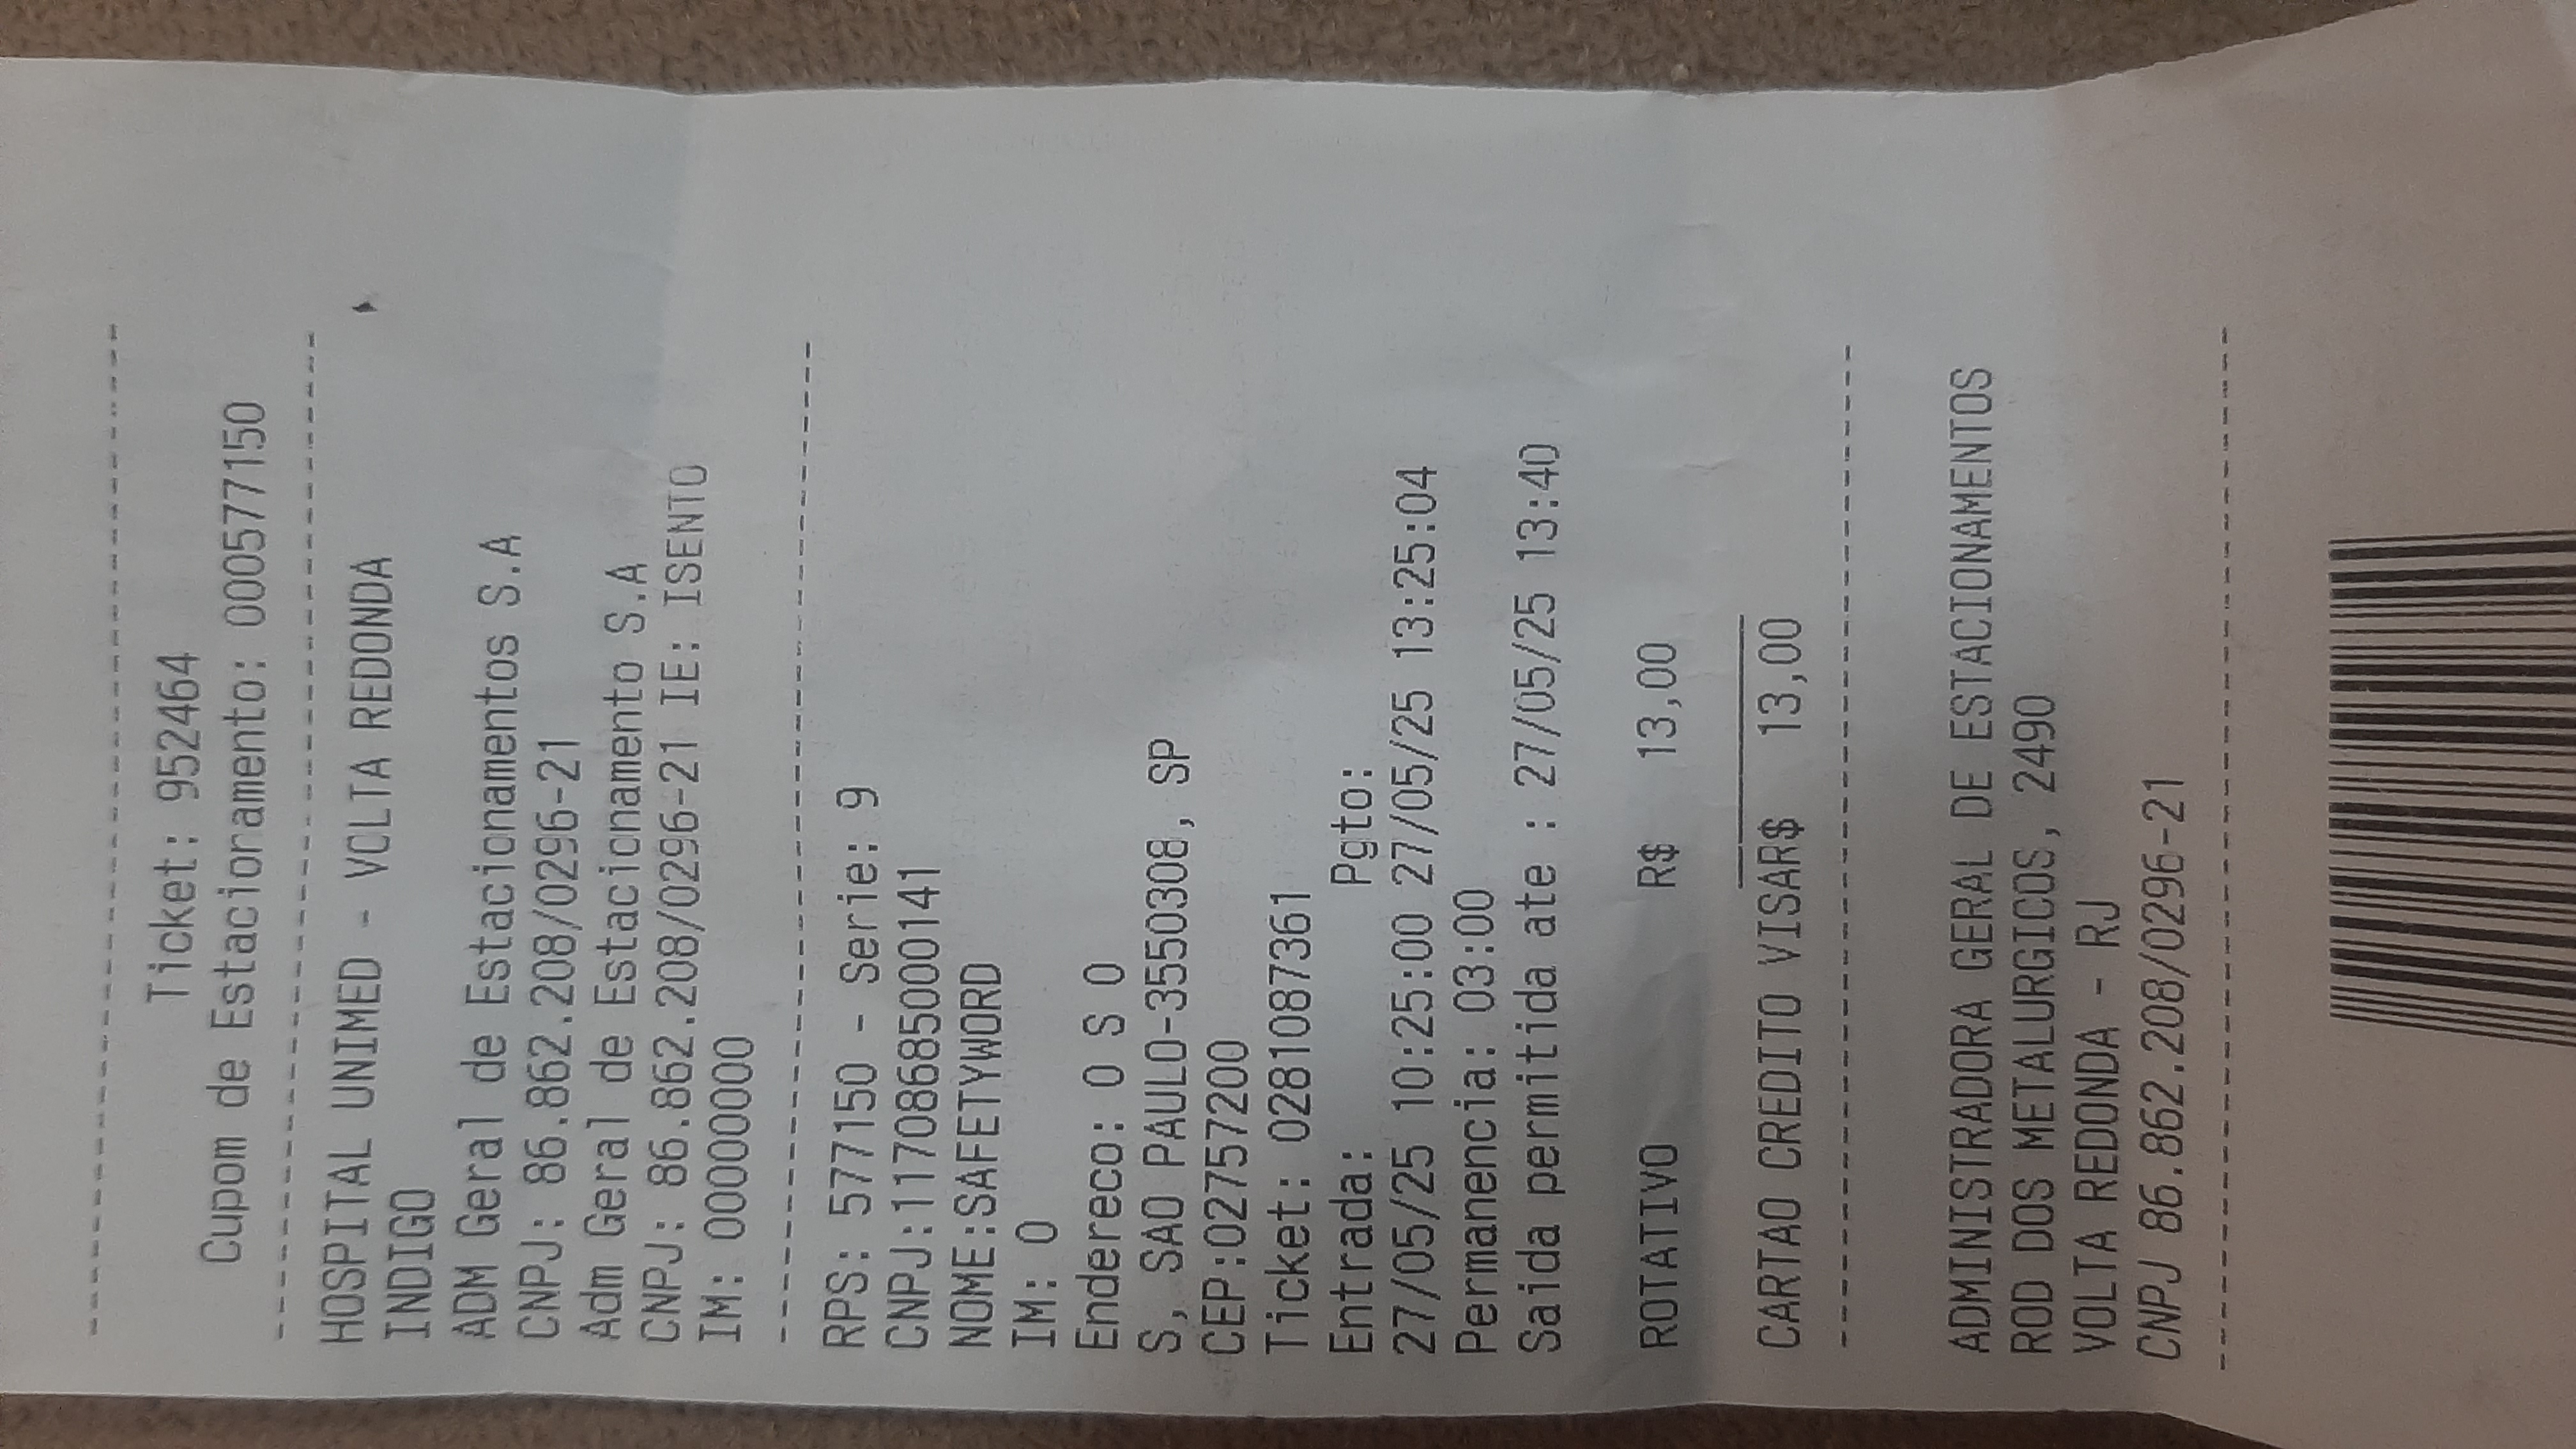 Ticket: 952464
Cupom de Estacioramento: 000577150
HOSPITAL UNIMED - VOLTA REDONDA
INDIGO
ADM Geral de Estacionamentos S.A
CNPJ: 86.862.208/0296-21
Adm Geral de Estacionamento S.A
CNPJ: 86.862.208/0296-21 IE: ISENTO
IM: 00000000
RPS: 577150 - Serie: 9
CNPJ:11708685000141
NOME:SAFETYWORD
IM: 0
Endereco: 0 S 0
S, SAO PAULO-3550308, SP
CEP:02757200
Ticket: 028108736​1
Entrada: Pgto:
27/05/25 10:25:00 27/05/25 13:25:04
Permanencia: 03:00
Saida permitida ate : 27/05/25 13:40
ROTATIVO R$ 13,00
CARTAO CREDITO VISAR$ 13,00
ADMINISTRADORA GERAL DE ESTACIONAMENTOS
ROD DOS METALURGICOS, 2490
VOLTA REDONDA - RJ
CNPJ 86.862.208/0296-21